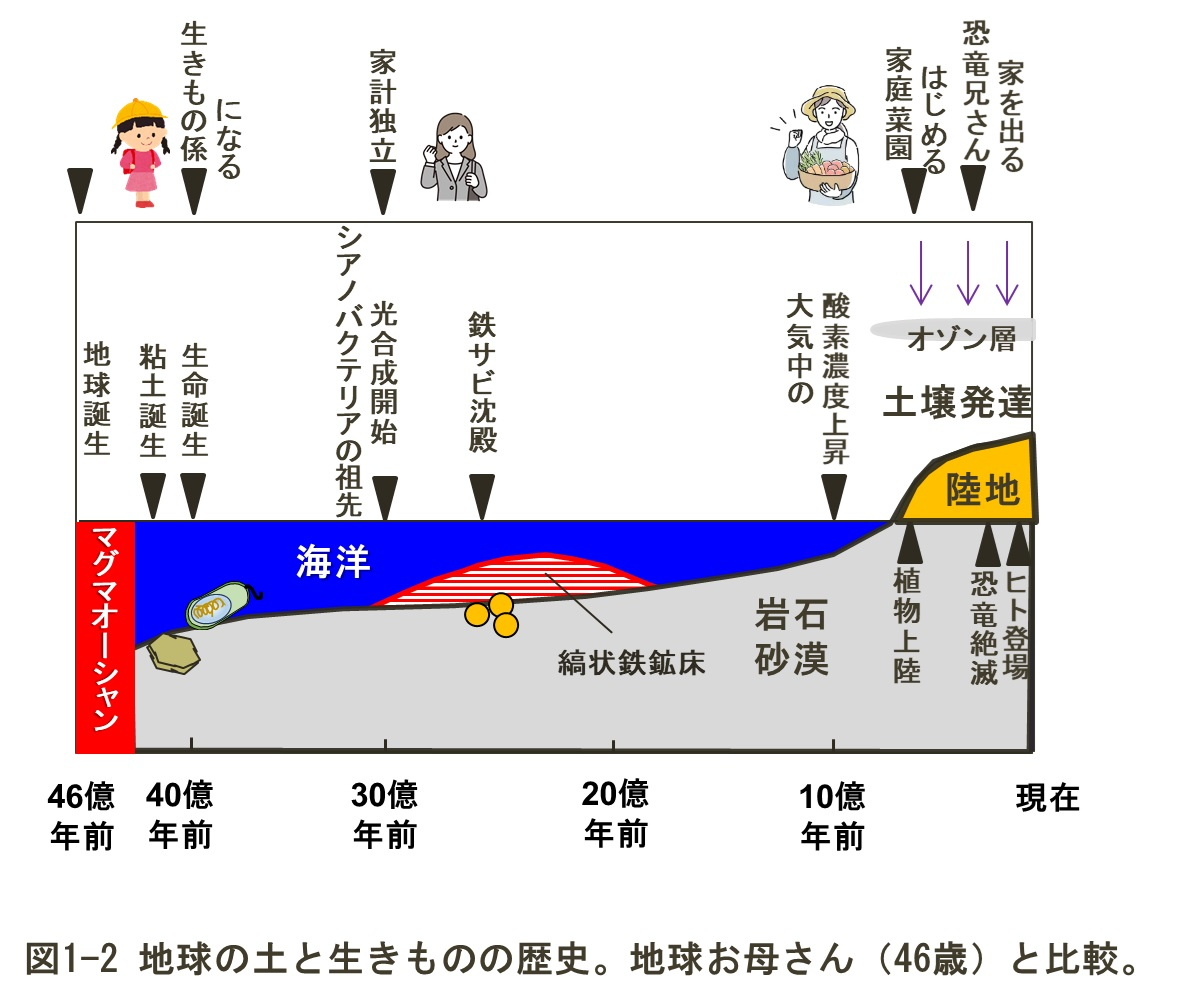 生きもの係
になる
家計独立
家庭菜園
はじめる
恐竜兄さん
家を出る
地球誕生
粘土誕生
生命誕生
シアノバクテリアの祖先
光合成開始
鉄サビ沈殿
大気中の
酸素濃度上昇
オゾン層
土壌発達
陸地
マグマオーシャン
海洋
縞状鉄鉱床
岩石
砂漠
植物上陸
恐竜絶滅
ヒト登場
46億
年前
40億
年前
30億
年前
20億
年前
10億
年前
現在
図1-2 地球の土と生きものの歴史。地球お母さん（46歳）と比較。